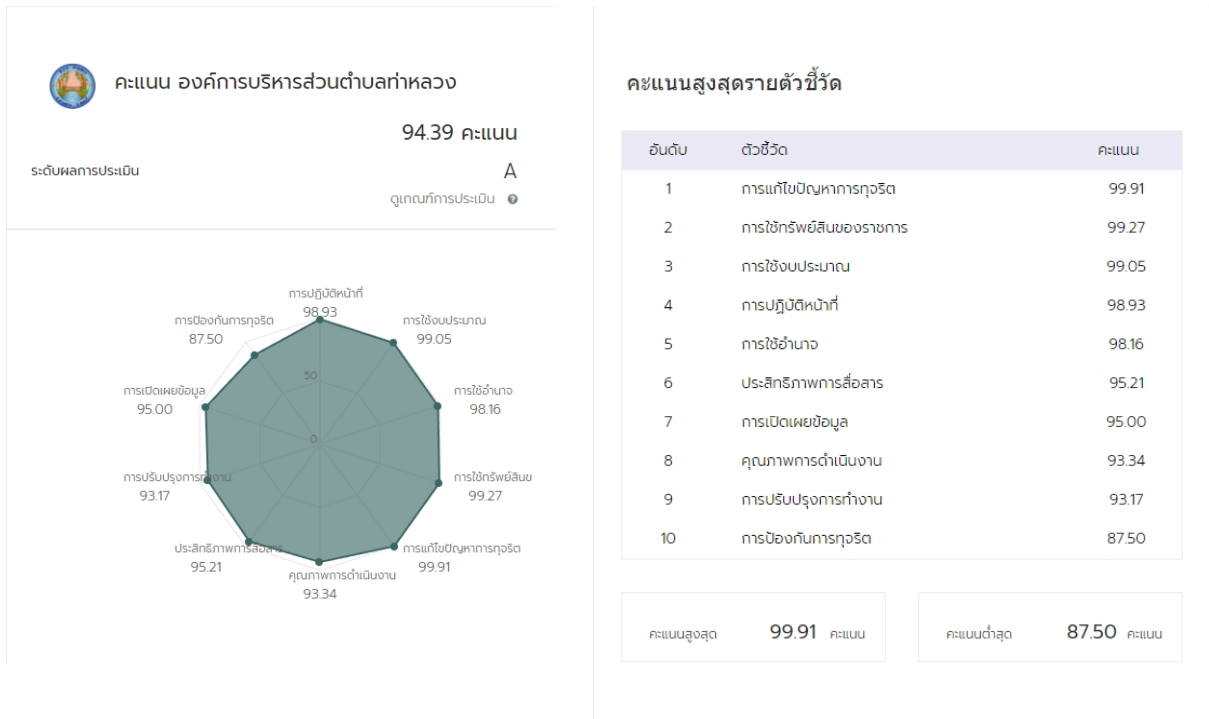 คะแนน องค์การบริหารส่วนตำบลท่าหลวง
94.39 คะแนน
ระดับผลการประเมิน A
ดูเกณฑ์การประเมิน
การปฏิบัติหน้าที่
98.93
การป้องกันการทุจริต
87.50
การใช้งบประมาณ
99.05
50
การเปิดเผยข้อมูล
95.00
การใช้อำนาจ
98.16
0
การปรับปรุงการทำงาน
93.17
การใช้ทรัพย์สินข
99.27
ประสิทธิภาพการสื่อสาร
95.21
การแก้ไขปัญหาการทุจริต
99.91
คุณภาพการดำเนินงาน
93.34
คะแนนสูงสุดรายตัวชี้วัด
อันดับ ตัวชี้วัด คะแนน
1 การแก้ไขปัญหาการทุจริต 99.91
2 การใช้ทรัพย์สินของราชการ 99.27
3 การใช้งบประมาณ 99.05
4 การปฏิบัติหน้าที่ 98.93
5 การใช้อำนาจ 98.16
6 ประสิทธิภาพการสื่อสาร 95.21
7 การเปิดเผยข้อมูล 95.00
8 คุณภาพการดำเนินงาน 93.34
9 การปรับปรุงการทำงาน 93.17
10 การป้องกันการทุจริต 87.50
คะแนนสูงสุด 99.91 คะแนน
คะแนนต่ำสุด 87.50 คะแนน